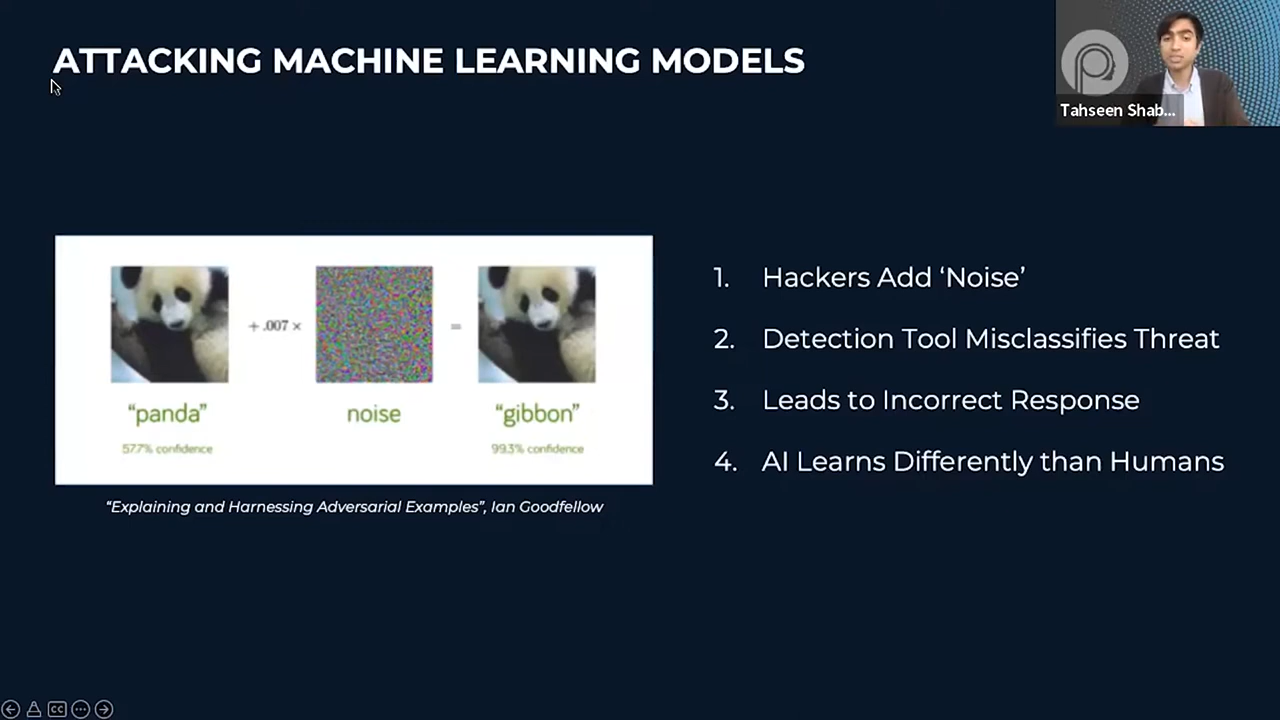 ATTACKING MACHINE LEARNING MODELS
Tahseen Shab...
+ .007 ×
=
"panda"
noise
"gibbon"
57.7% confidence
99.3% confidence
"Explaining and Harnessing Adversarial Examples", Ian Goodfellow
1. Hackers Add ‘Noise’
2. Detection Tool Misclassifies Threat
3. Leads to Incorrect Response
4. AI Learns Differently than Humans
CC